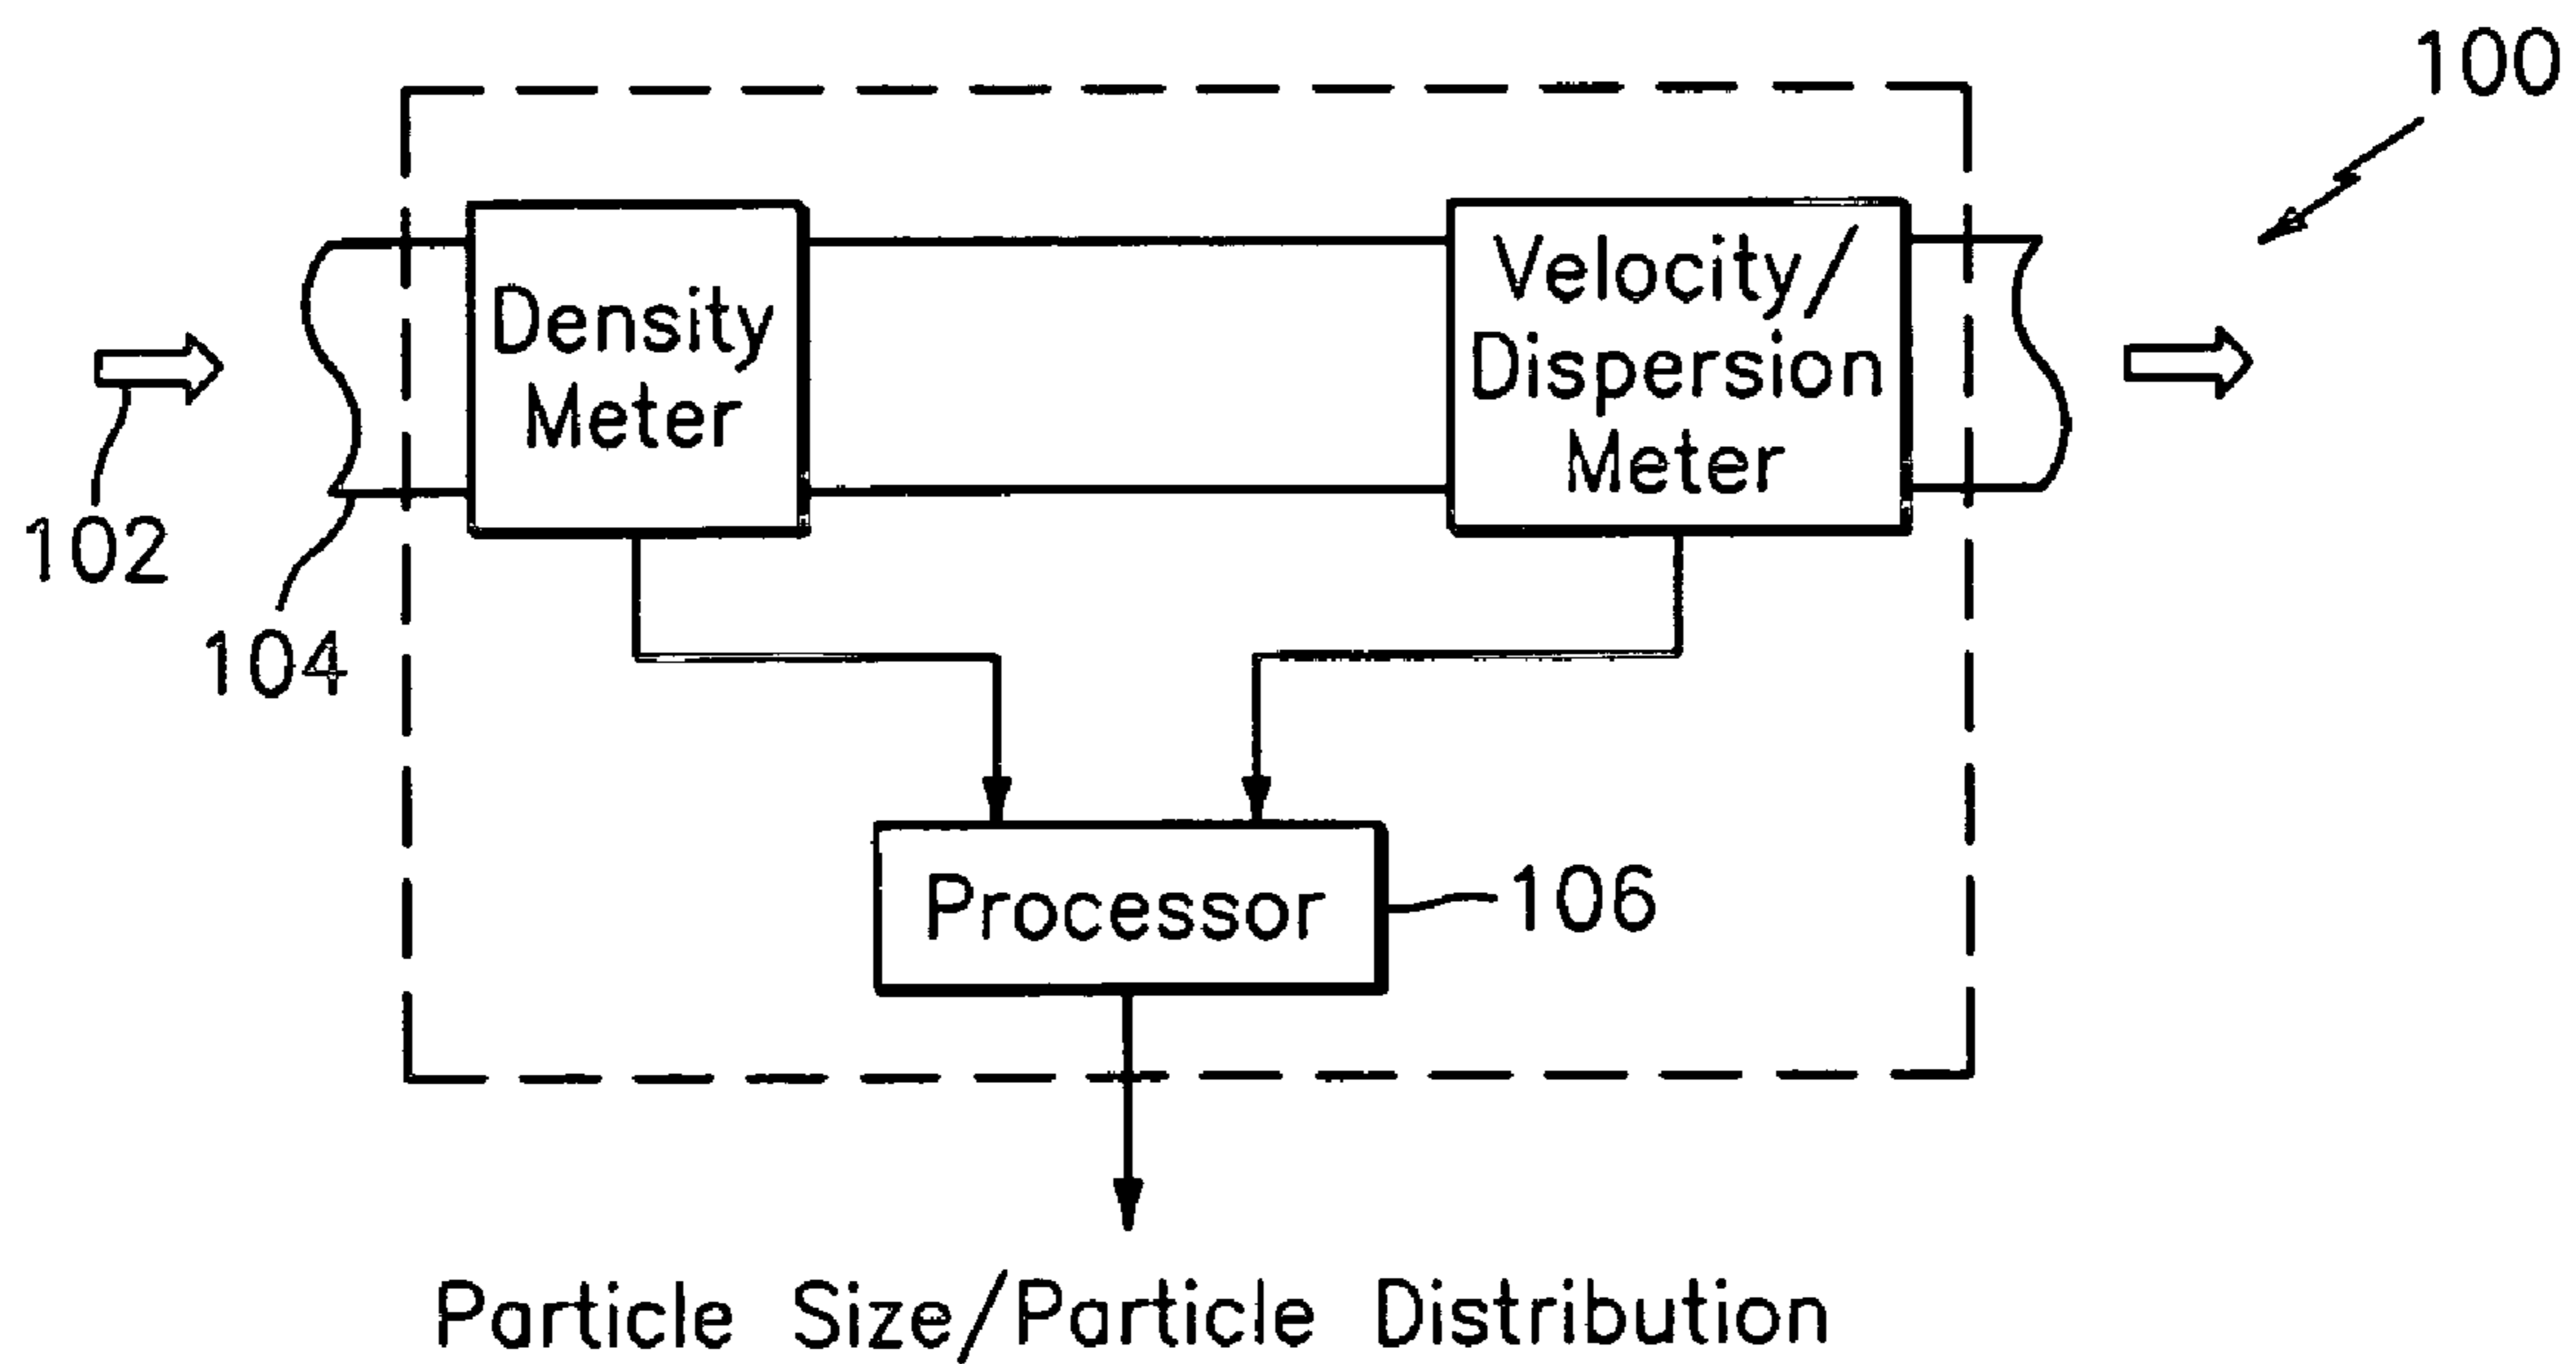 100
Density
Meter
Velocity/
Dispersion
Meter
102
104
Processor
106
Particle Size/Particle Distribution